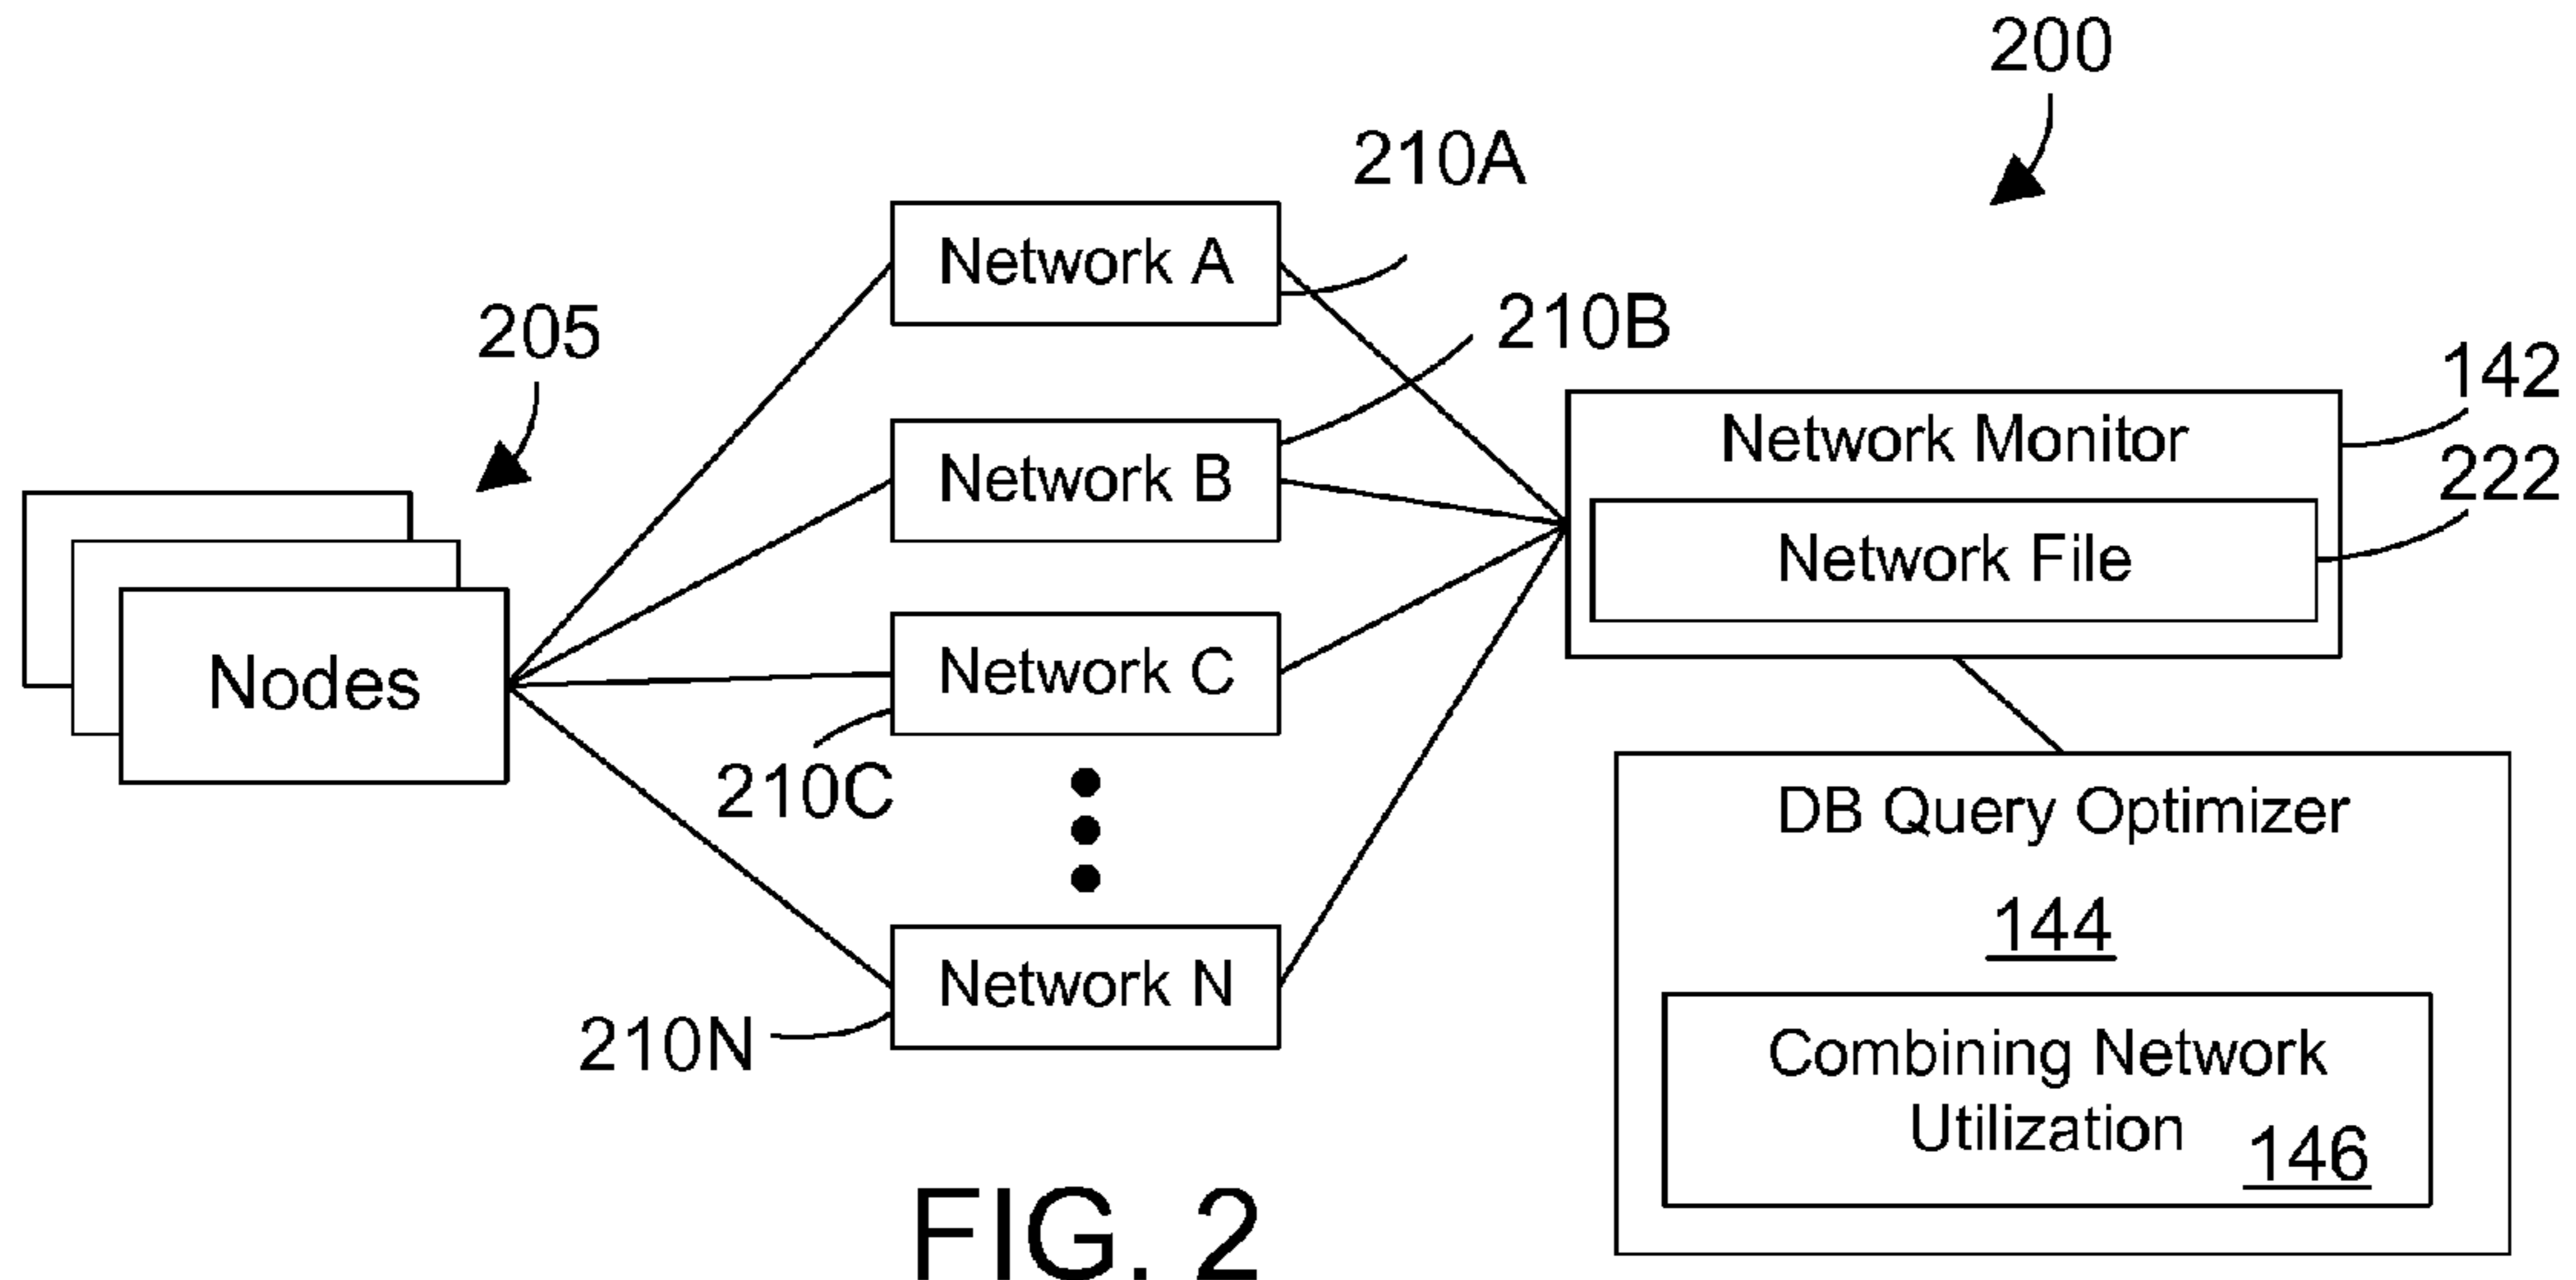 200
210A
Network A
210B
205
142
Network Monitor
Network B
222
Network File
Nodes
Network C
210C
DB Query Optimizer
144
Network N
210N
Combining Network
Utilization 146
FIG. 2